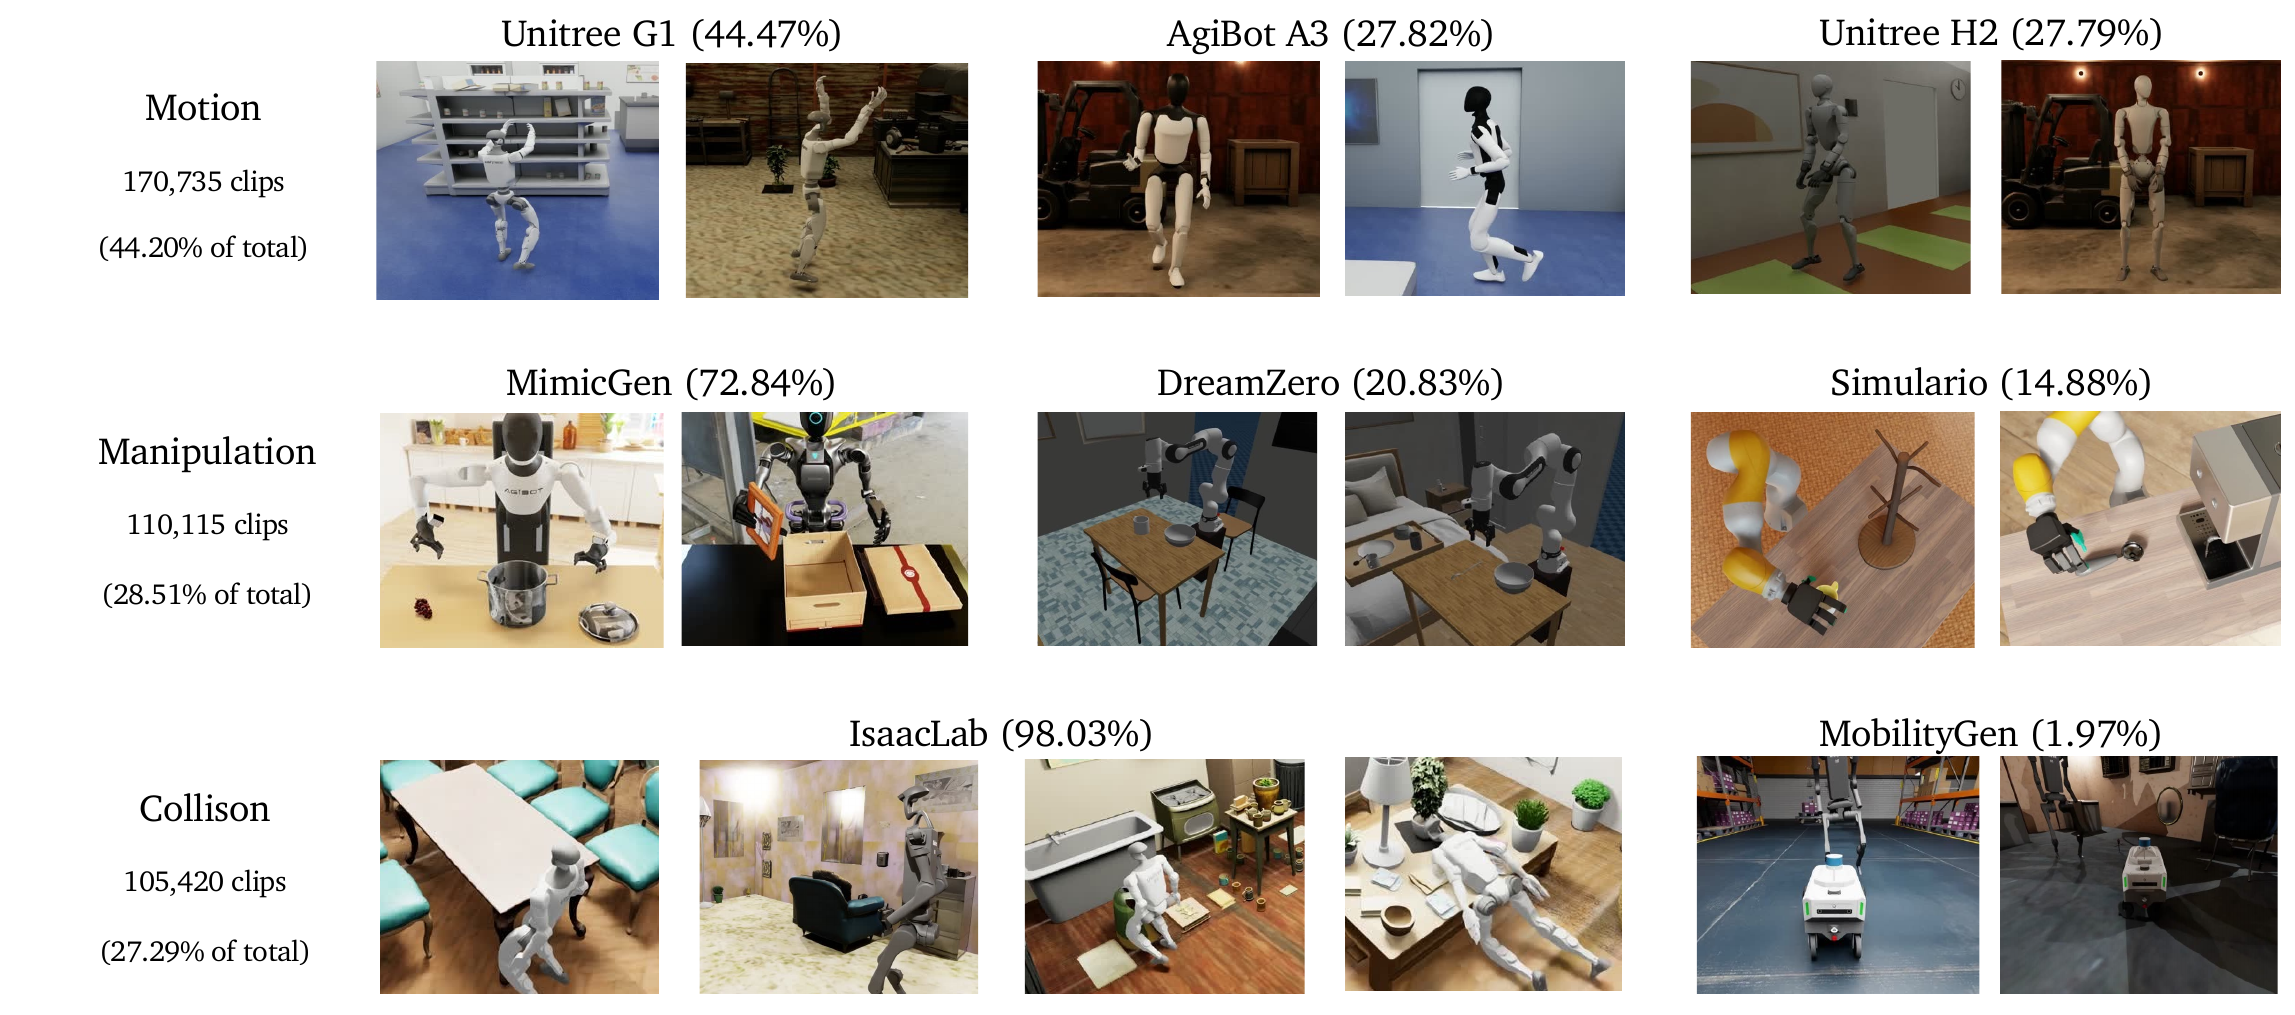 Unitree G1 (44.47%)
AgiBot A3 (27.82%)
Unitree H2 (27.79%)
Motion
170,735 clips
(44.20% of total)
MimicGen (72.84%)
DreamZero (20.83%)
Simulario (14.88%)
Manipulation
110,115 clips
(28.51% of total)
AGIBOT
IsaacLab (98.03%)
MobilityGen (1.97%)
Collison
105,420 clips
(27.29% of total)